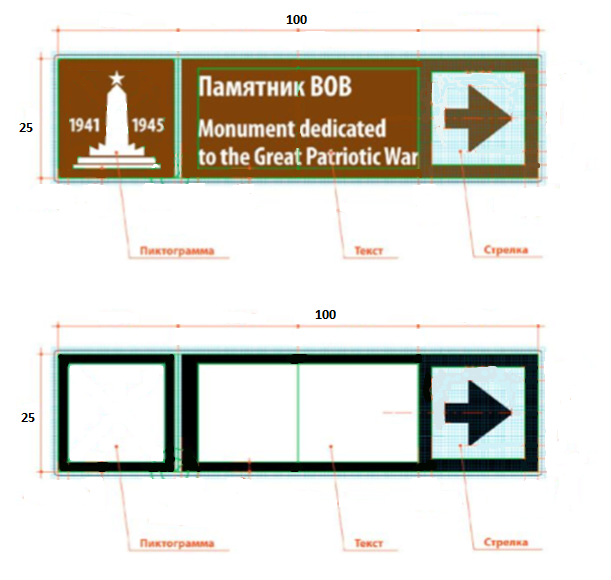 100
25
1941
1945
Памятник ВОВ
Monument dedicated
to the Great Patriotic War
Пиктограмма
Текст
Стрелка
100
25
Пиктограмма
Текст
Стрелка